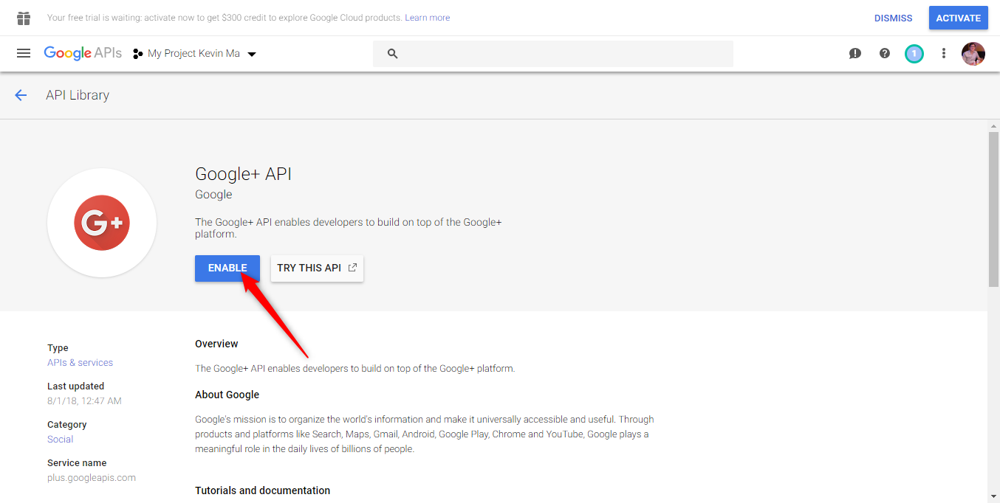 Your free trial is waiting: activate now to get $300 credit to explore Google Cloud products. Learn more
DISMISS
ACTIVATE
Google APIs
My Project Kevin Ma
1
API Library
G+
Google+ API
Google
The Google+ API enables developers to build on top of the Google+
platform.
ENABLE
TRY THIS API
Type
APIs & services
Last updated
8/1/18, 12:47 AM
Category
Social
Service name
plus.googleapis.com
Overview
The Google+ API enables developers to build on top of the Google+ platform.
About Google
Google's mission is to organize the world's information and make it universally accessible and useful. Through
products and platforms like Search, Maps, Gmail, Android, Google Play, Chrome and YouTube, Google plays a
meaningful role in the daily lives of billions of people.
Tutorials and documentation